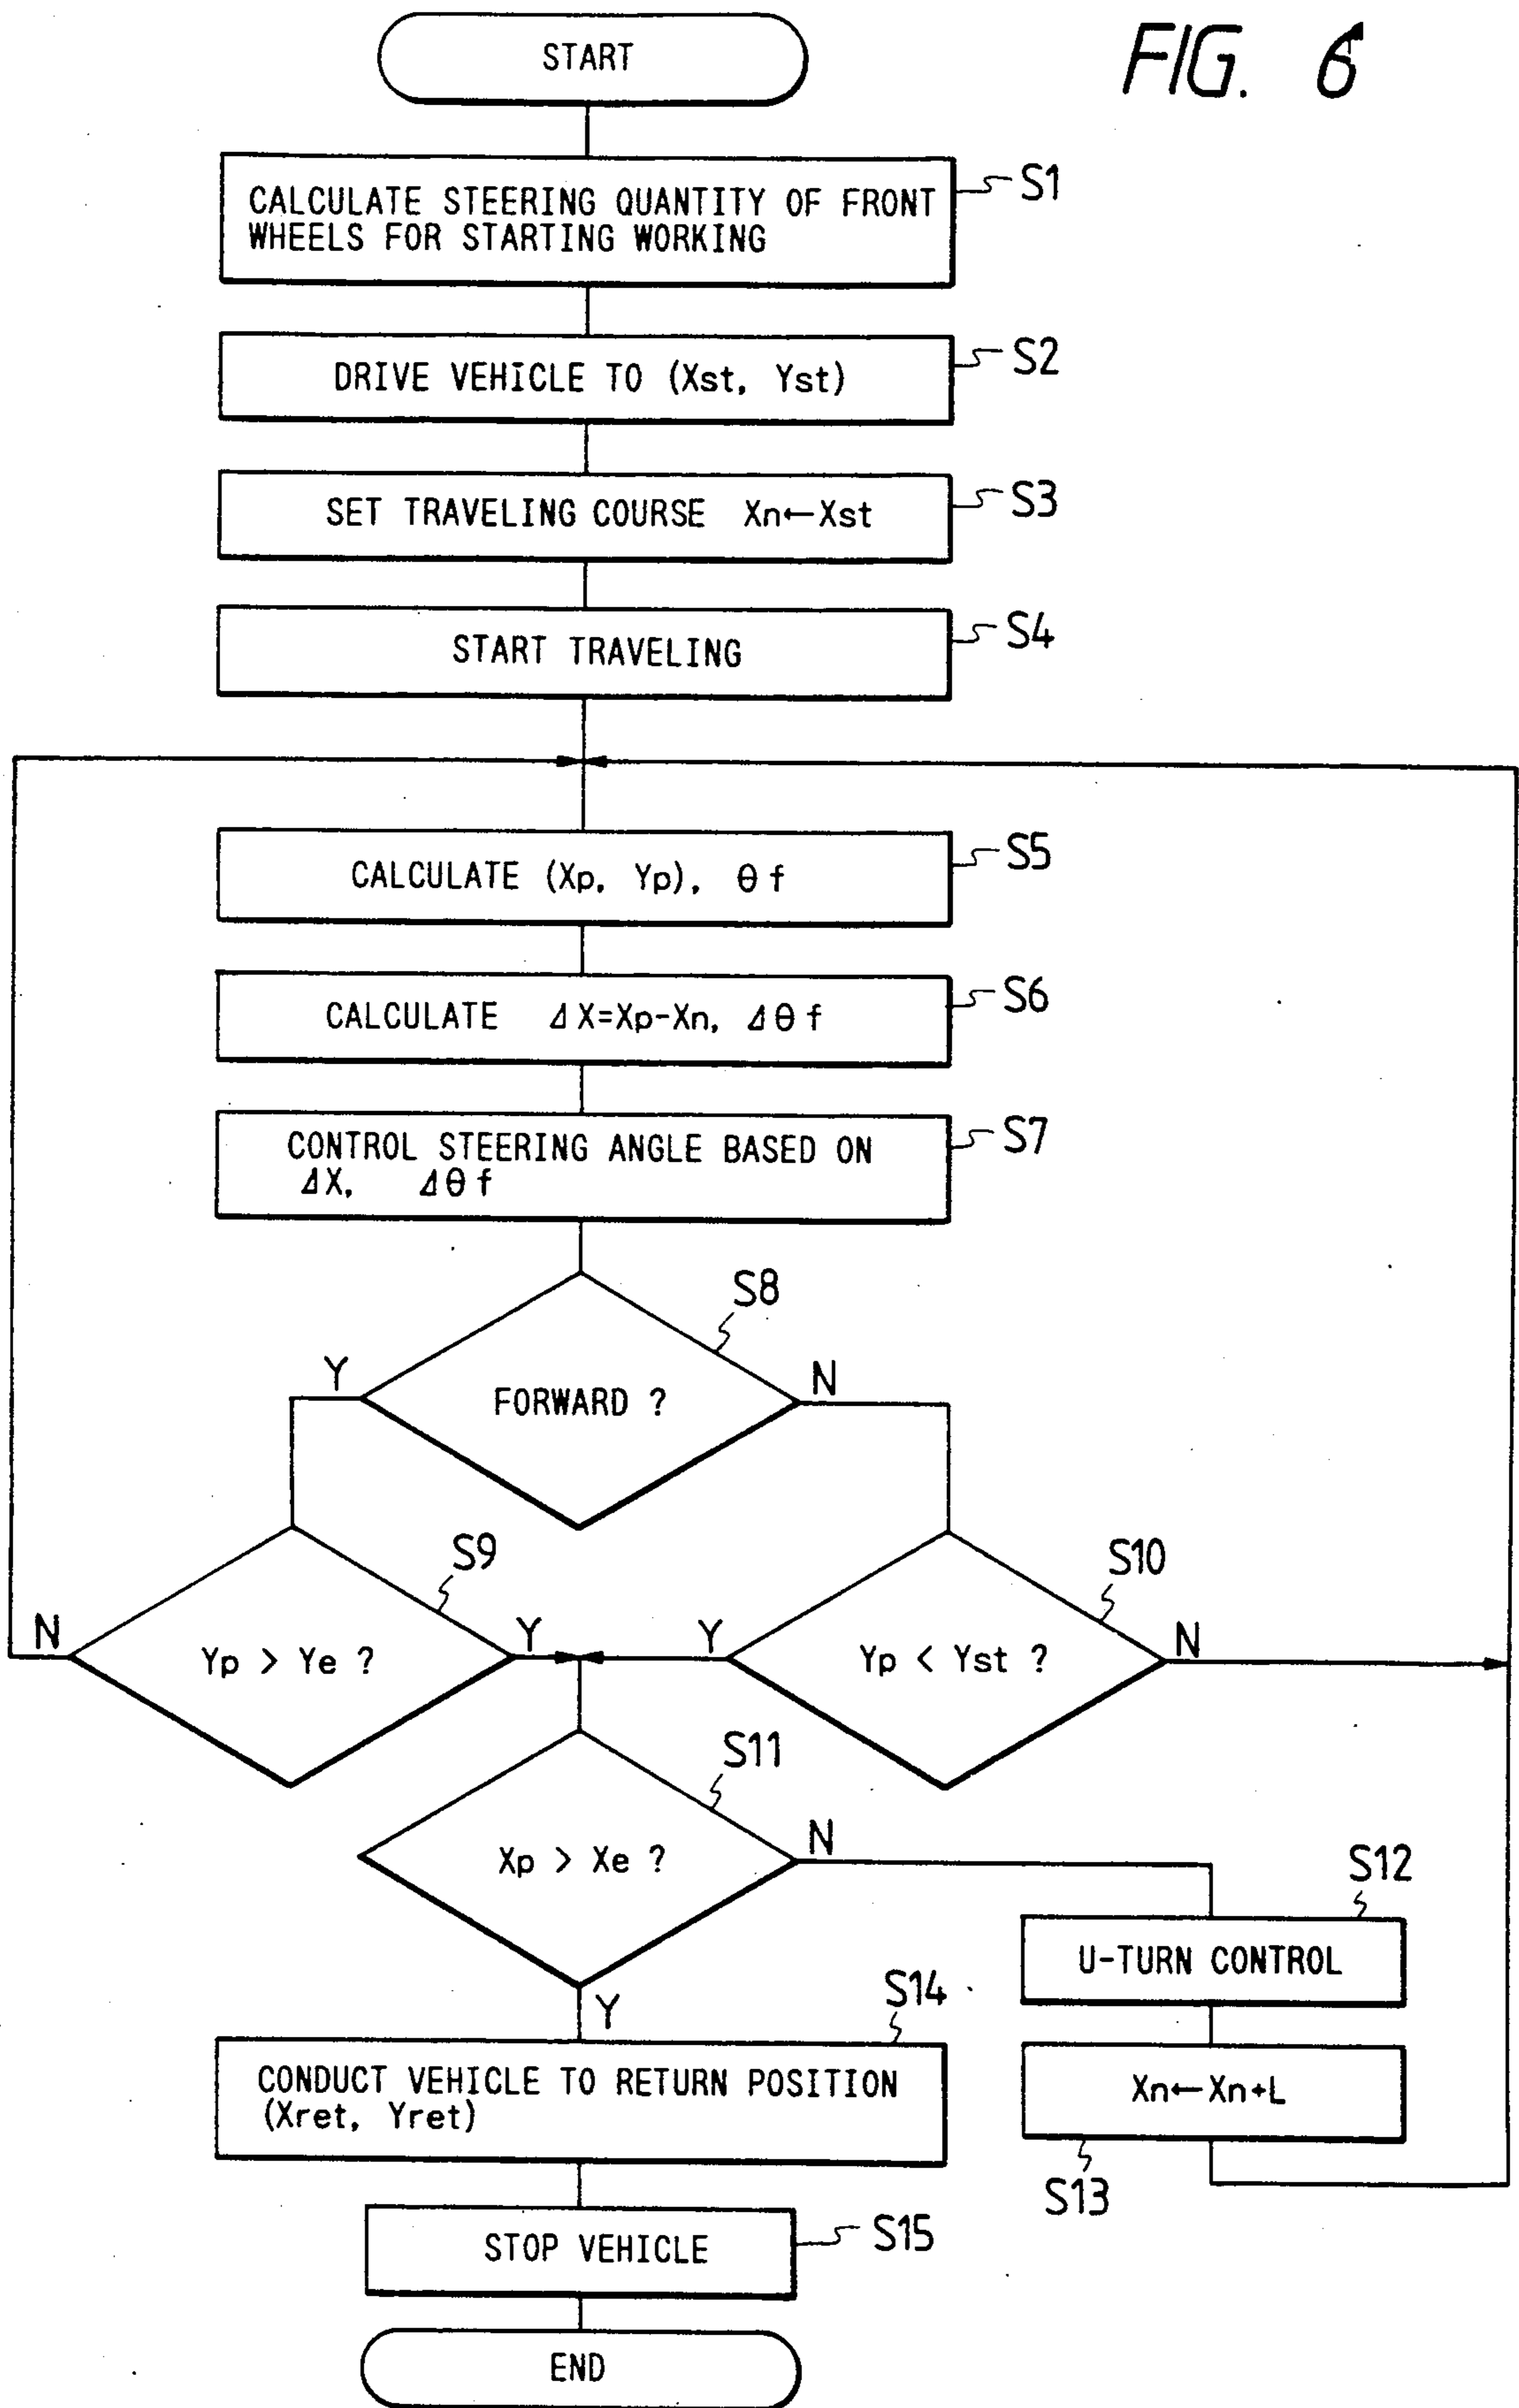 START
FIG. 6
CALCULATE STEERING QUANTITY OF FRONT
WHEELS FOR STARTING WORKING
S1
DRIVE VEHICLE TO (Xst, Yst)
S2
SET TRAVELING COURSE Xn←Xst
S3
START TRAVELING
S4
CALCULATE (Xp, Yp), θf
S5
CALCULATE ΔX=Xp-Xn, Δθf
S6
CONTROL STEERING ANGLE BASED ON
ΔX, Δθf
S7
S8
Y
FORWARD ?
N
S9
S10
N
Yp > Ye ?
Y
Y
Yp < Yst ?
N
S11
Xp > Xe ?
N
S12
U-TURN CONTROL
Y
S14
CONDUCT VEHICLE TO RETURN POSITION
(Xret, Yret)
Xn←Xn+L
S13
STOP VEHICLE
S15
END